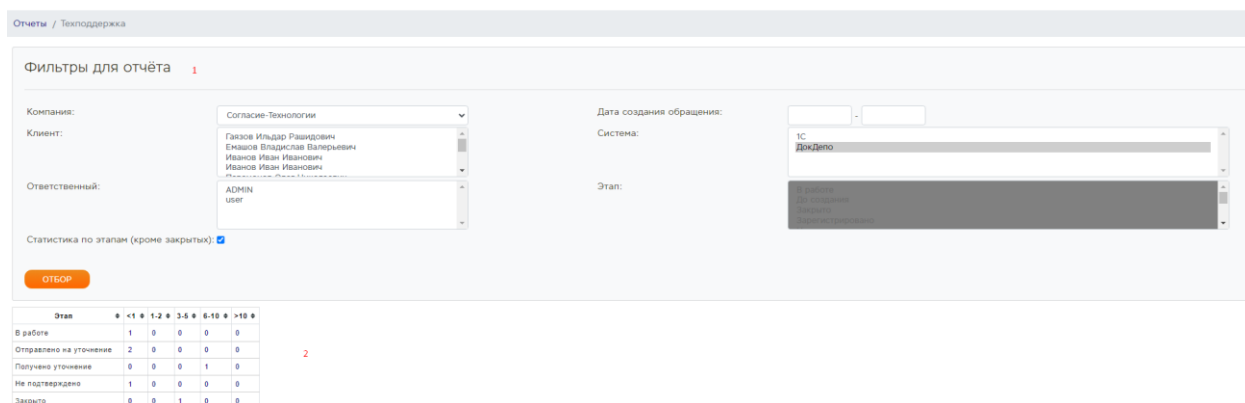 Отчеты / Техподдержка
Фильтры для отчёта 1
Компания: Согласие-Технологии
Дата создания обращения: -
Клиент:
Гаязов Ильдар Рашидович
Емашов Владислав Валерьевич
Иванов Иван Иванович
Иванов Иван Иванович
Система:
1С
ДокДепо
Ответственный:
ADMIN
user
Этап:
В работе
До создания
Закрыто
Зарегистрировано
Статистика по этапам (кроме закрытых):
ОТБОР
Этап <1 1-2 3-5 6-10 >10
В работе 1 0 0 0 0
Отправлено на уточнение 2 0 0 0 0
2
Получено уточнение 0 0 0 1 0
Не подтверждено 1 0 0 0 0
Закрыто 0 0 1 0 0